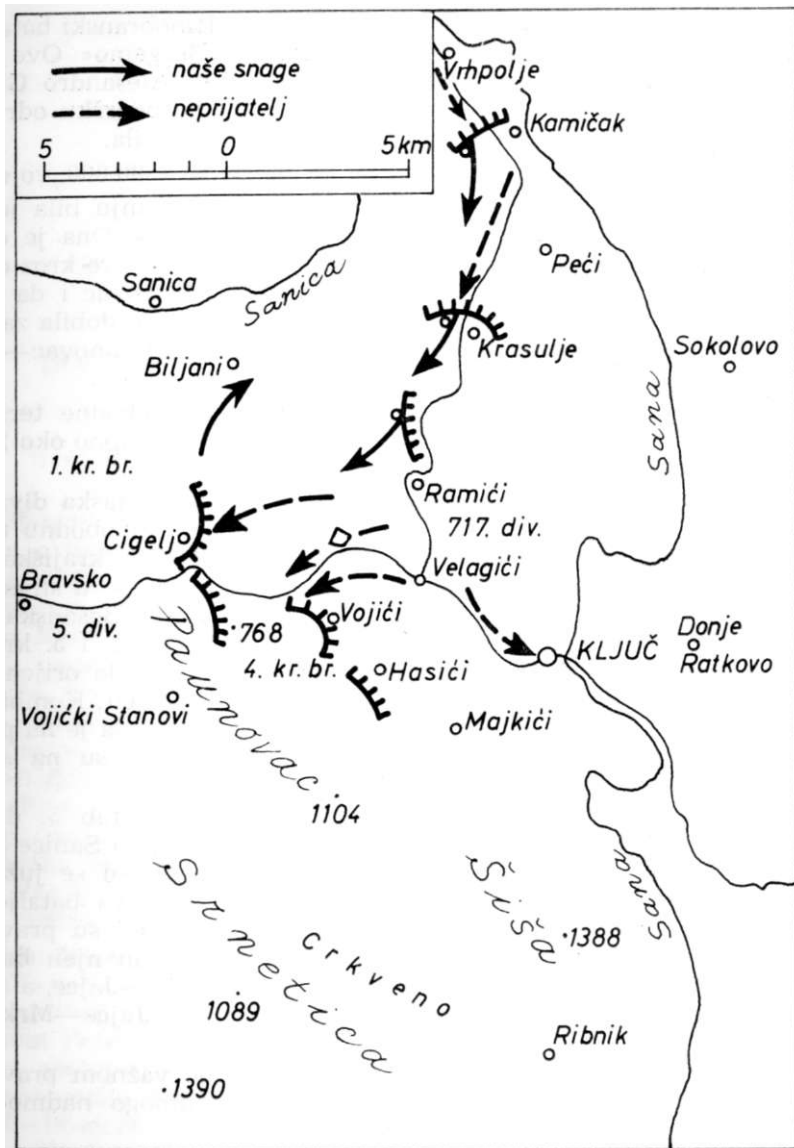 naše snage
neprijatelj
5 0 5 km
Vrhpolje
Kamičak
Peći
Sanica
Sanica
Krasulje
Sokolovo
Biljani
Sana
1. kr. br.
Ramići
717. div.
Cigelj
Velagići
Bravsko
5. div.
768
Vojići
4. kr. br.
Hasići
KLJUČ
Donje
Ratkovo
Vojićki Stanovi
Paunovac
Majkići
1104
Šiša
Sana
Srnetica
Crkveno
1388
1089
Ribnik
1390